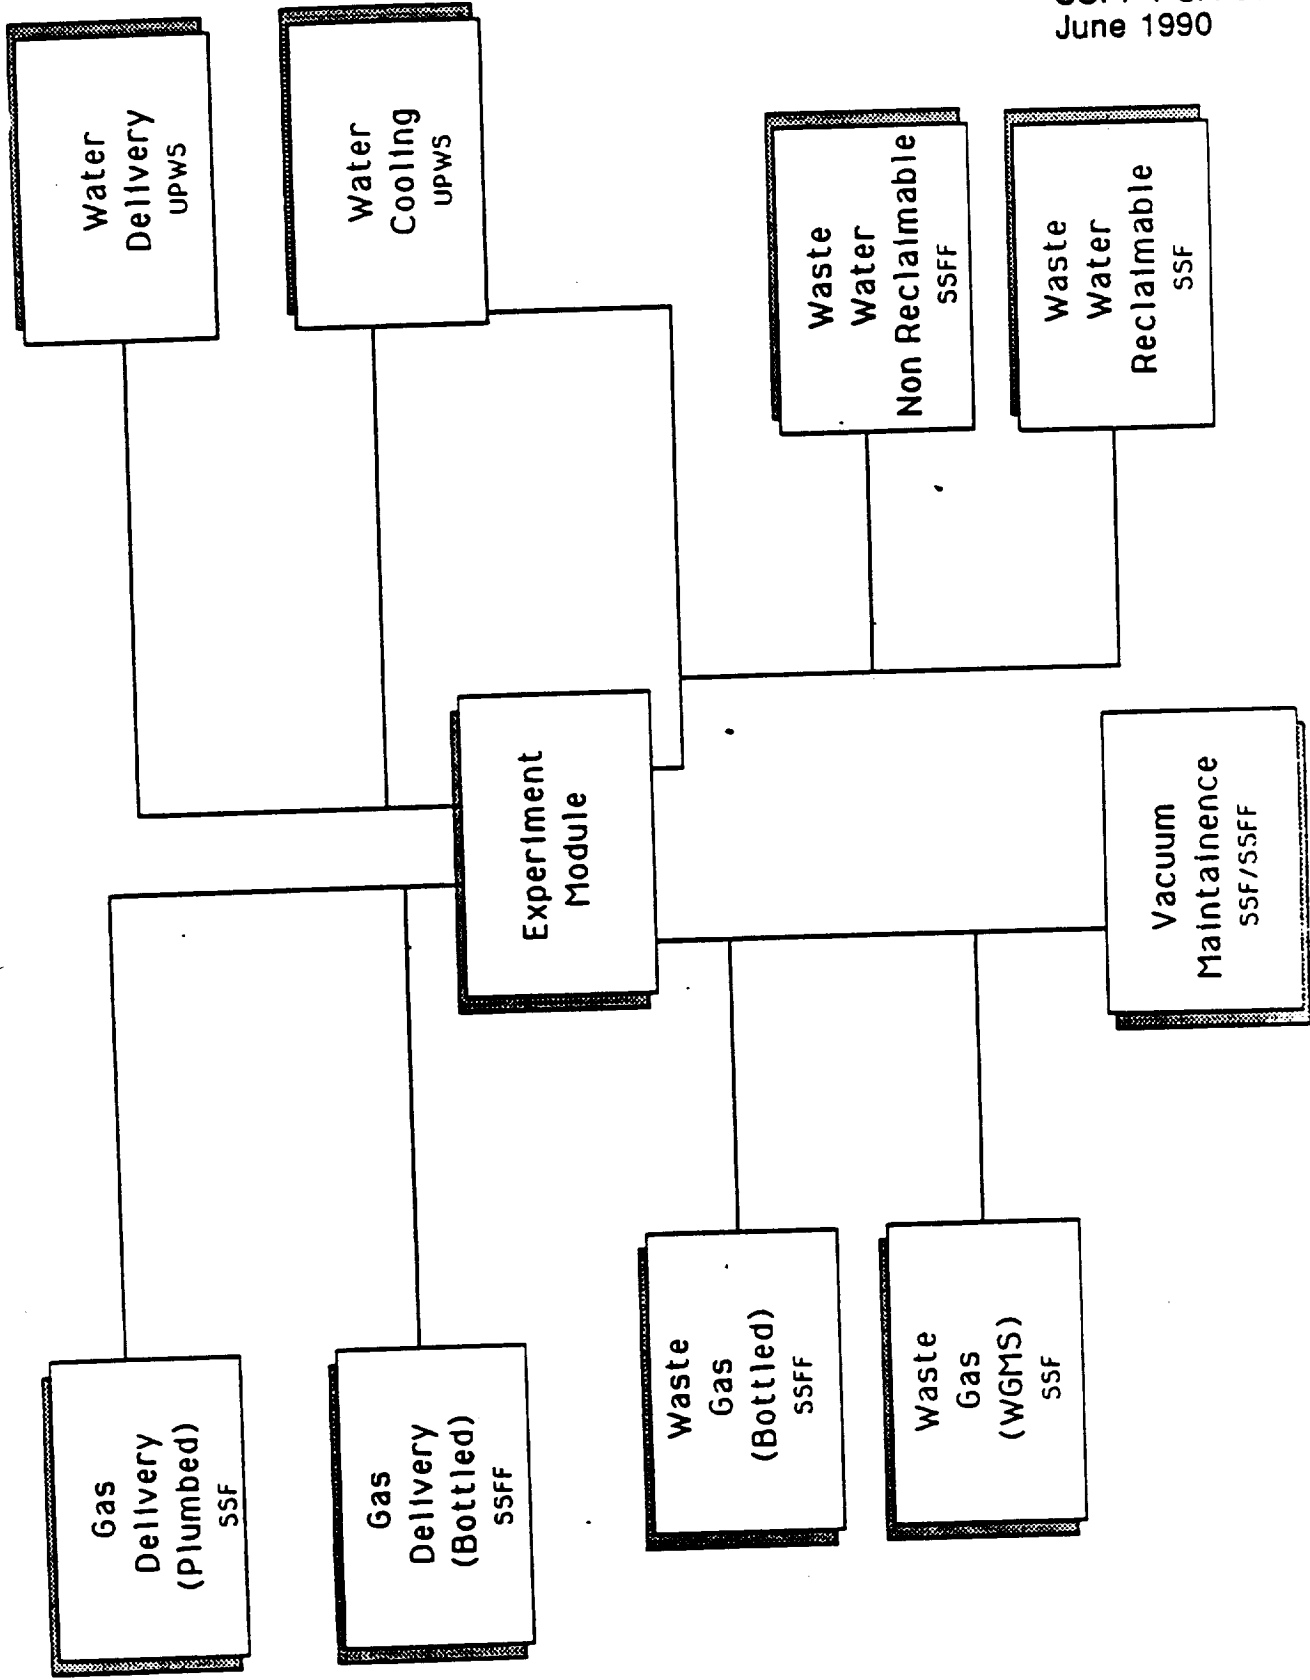 June 1990
Gas
Delivery
(Plumbed)
SSF
Water
Delivery
UPWS
Gas
Delivery
(Bottled)
SSFF
Water
Cooling
UPWS
Experiment
Module
Waste
Gas
(Bottled)
SSFF
Waste
Water
Non Reclaimable
SSFF
Waste
Gas
(WGMS)
SSF
Waste
Water
Reclaimable
SSF
Vacuum
Maintainence
SSF/SSFF